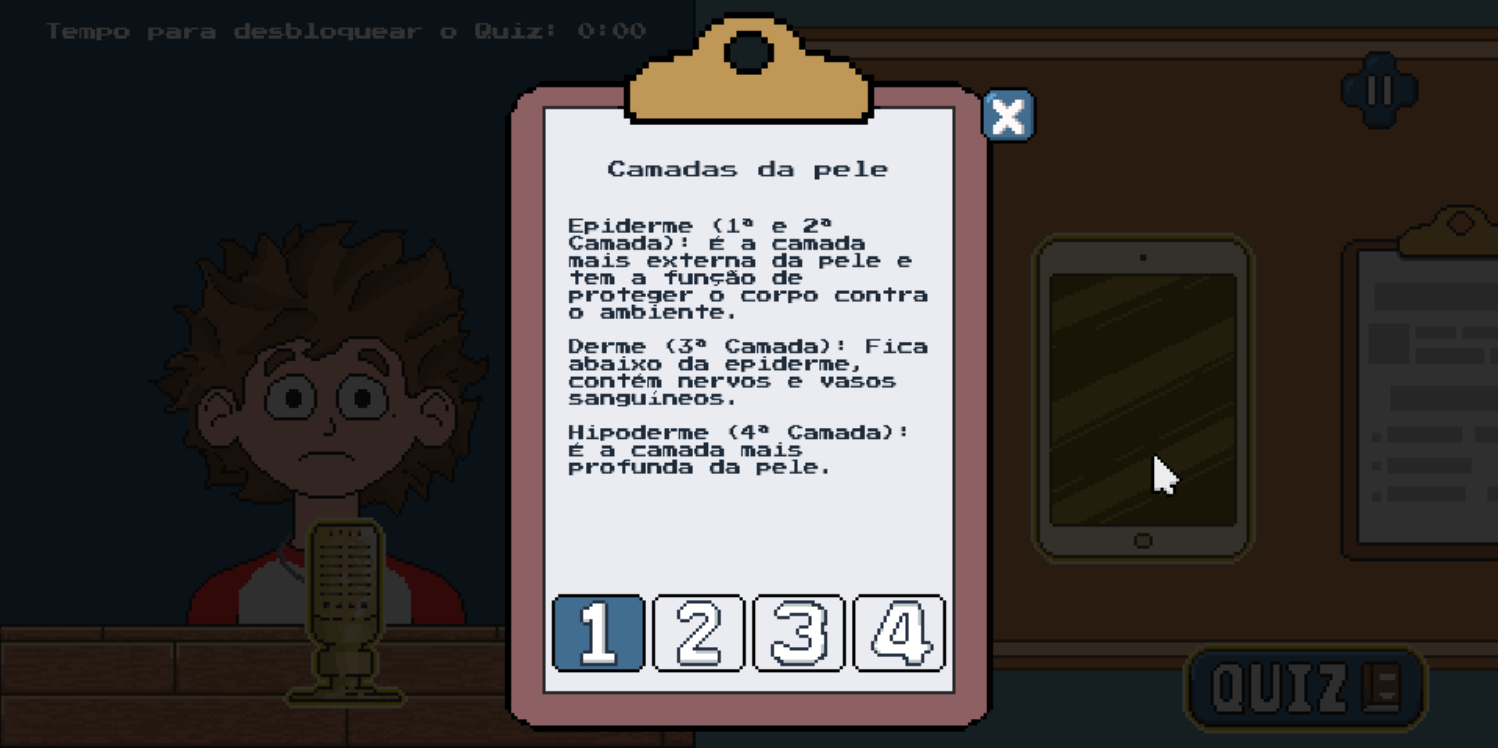 Tempo para desbloquear o Quiz: 0:00
Camadas da pele
Epiderme (1ª e 2ª
Camada): É a camada
mais externa da pele e
tem a função de
proteger o corpo contra
o ambiente.
Derme (3ª Camada): Fica
abaixo da epiderme,
contém nervos e vasos
sanguíneos.
Hipoderme (4ª Camada):
É a camada mais
profunda da pele.
1 2 3 4
QUIZ